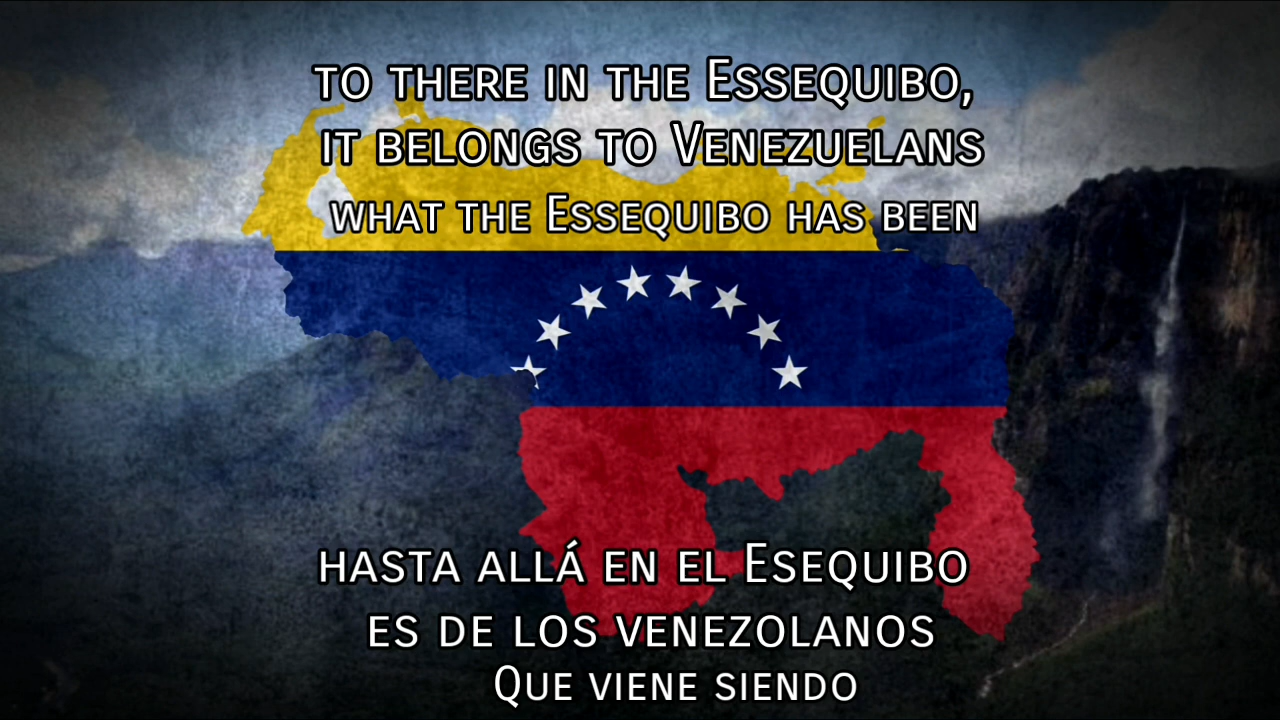 to there in the Essequibo,
it belongs to Venezuelans
what the Essequibo has been
hasta allá en el Esequibo
es de los venezolanos
Que viene siendo